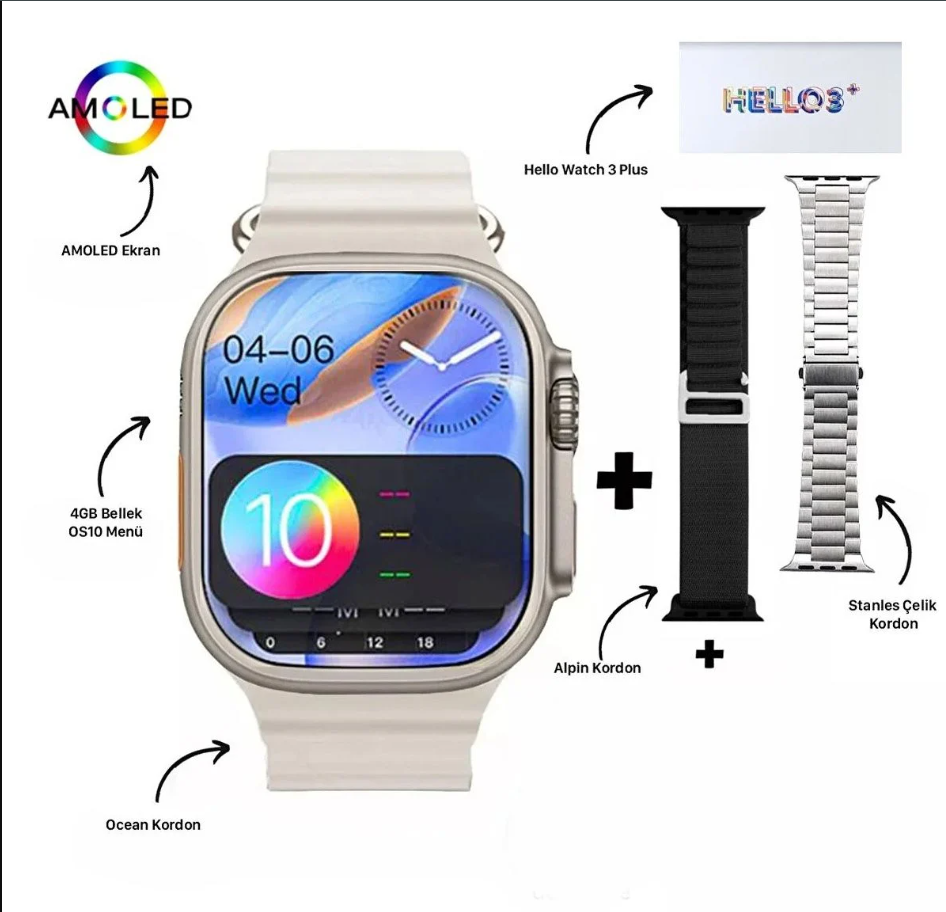 AMOLED
AMOLED Ekran
HELLO3+
Hello Watch 3 Plus
04–06
Wed
10
0 6 12 18
4GB Bellek
OS10 Menü
Stanles Çelik
Kordon
Alpin Kordon
Ocean Kordon